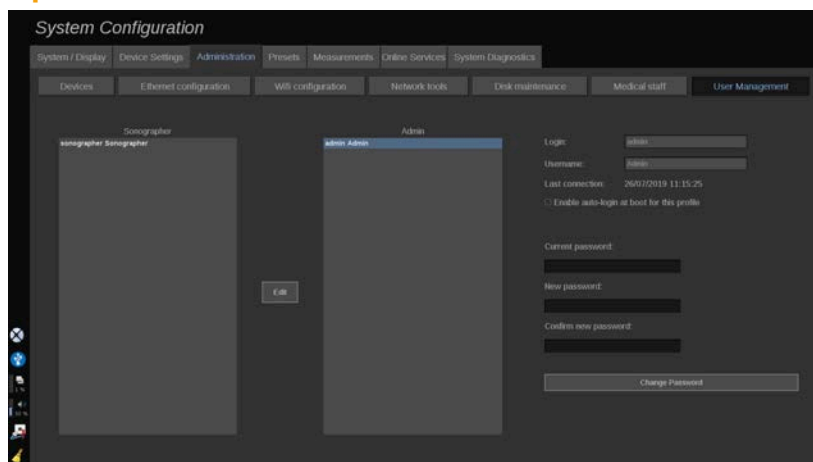 System Configuration
System / Display Device Settings Administration Presets Measurements Online Services System Diagnostics
Devices Ethernet configuration Wifi configuration Network tools Disk maintenance Medical staff User Management
Sonographer Admin
sonographer Sonographer admin Admin
Login: admin
Username: Admin
Last connection: 26/07/2019 11:15:25
Enable auto-login at boot for this profile
Current password:
Edit
New password:
Confirm new password:
Change Password